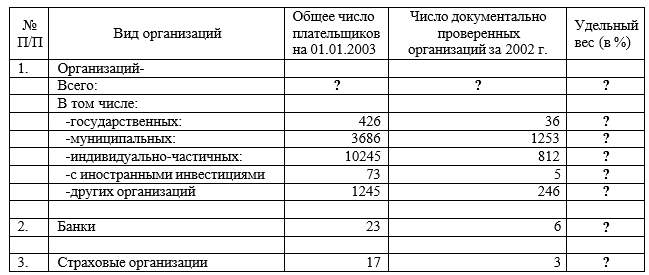 № П/П Вид организаций Общее число плательщиков на 01.01.2003 Число документально проверенных организаций за 2002 г. Удельный вес (в %)
1. Организаций-
Всего: ? ? ?
В том числе:
-государственных: 426 36 ?
-муниципальных: 3686 1253 ?
-индивидуально-частичных: 10245 812 ?
-с иностранными инвестициями 73 5 ?
-других организаций 1245 246 ?
2. Банки 23 6 ?
3. Страховые организации 17 3 ?